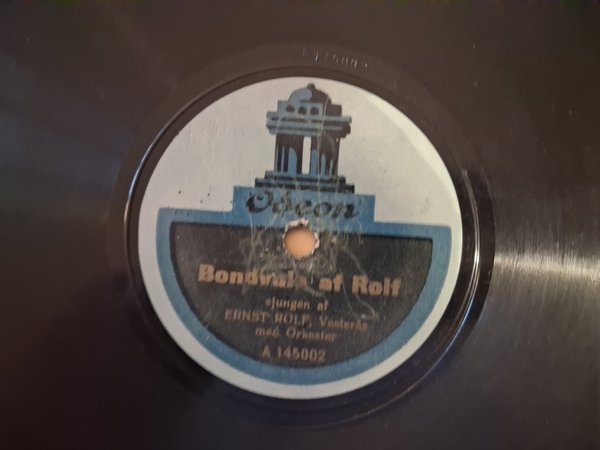 Odeon
Bondvals af Rolf
sjungen af
ERNST ROLF, Vesterås
med Orkester
A 145002